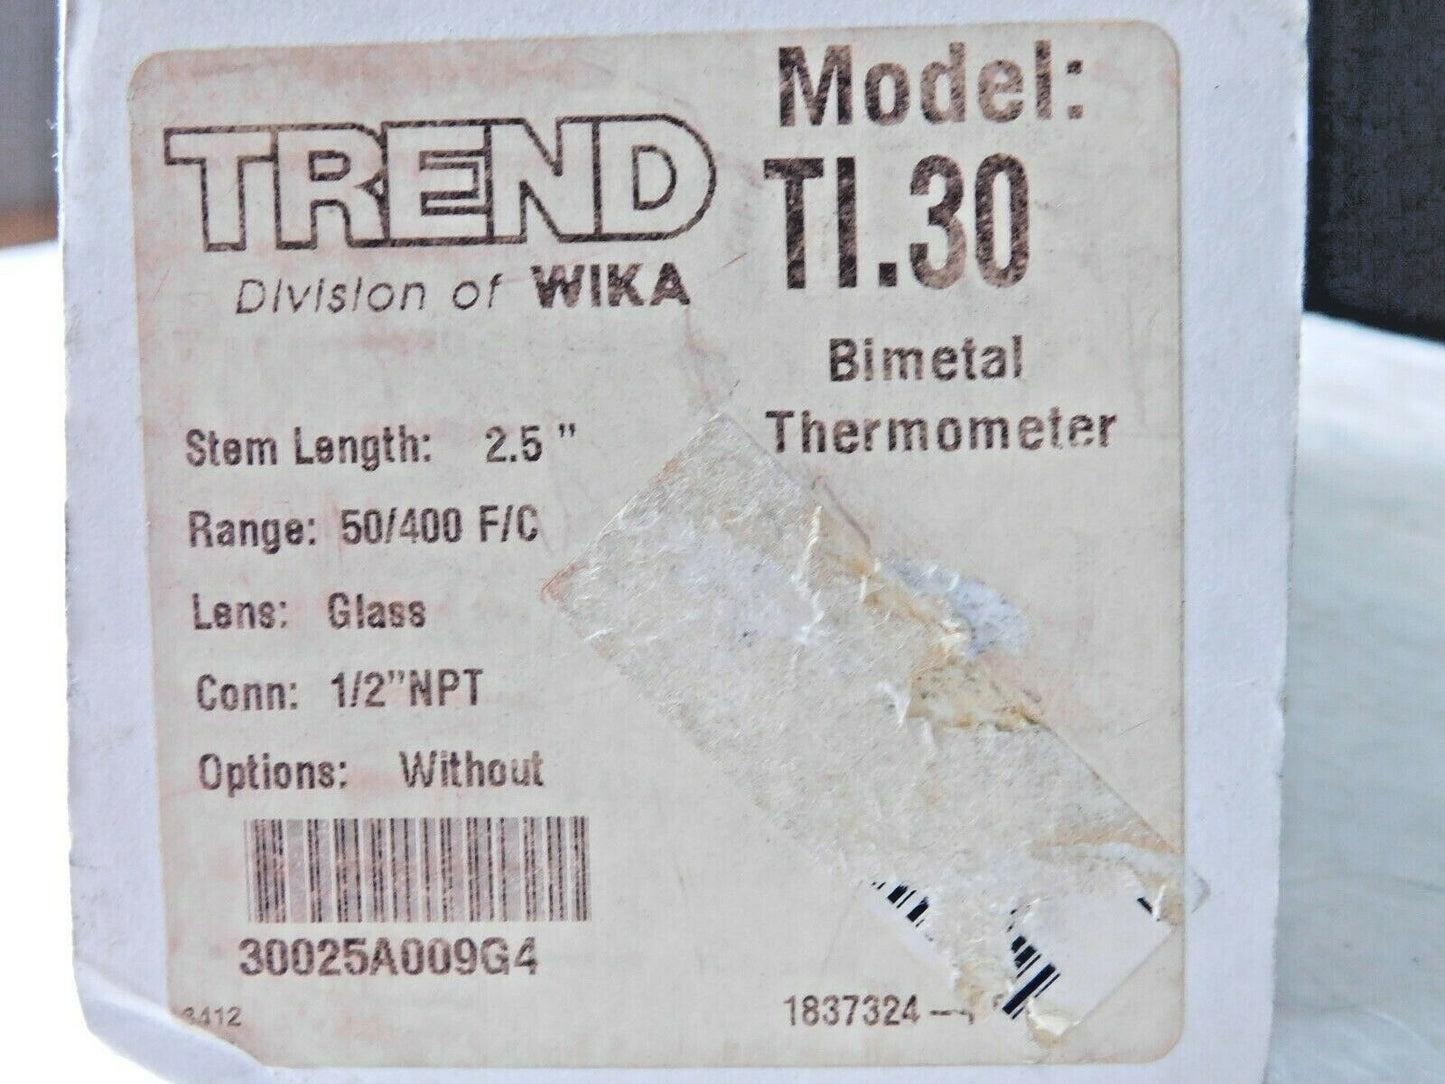 TREND
Division of WIKA
Model:
TI.30
Bimetal
Thermometer
Stem Length: 2.5 "
Range: 50/400 F/C
Lens: Glass
Conn: 1/2"NPT
Options: Without
30025A009G4
3412
1837324